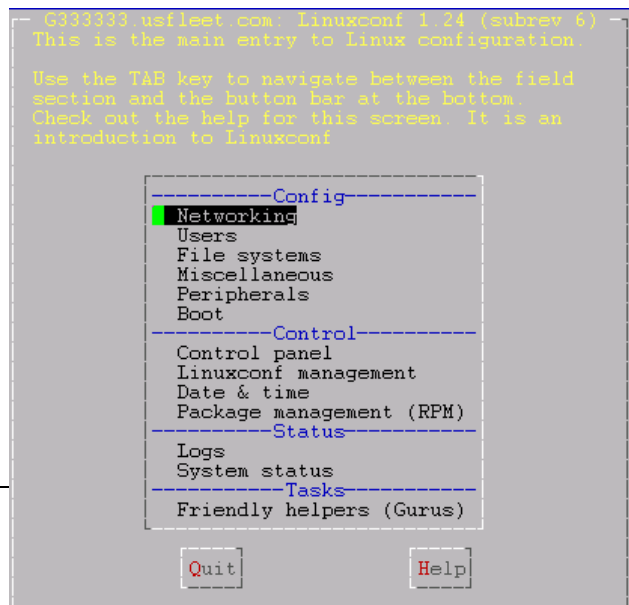 G333333.usfleet.com: Linuxconf 1.24 (subrev 6)
This is the main entry to Linux configuration.
Use the TAB key to navigate between the field
section and the button bar at the bottom.
Check out the help for this screen. It is an
introduction to Linuxconf
Config
Networking
Users
File systems
Miscellaneous
Peripherals
Boot
Control
Control panel
Linuxconf management
Date & time
Package management (RPM)
Status
Logs
System status
Tasks
Friendly helpers (Gurus)
Quit Help